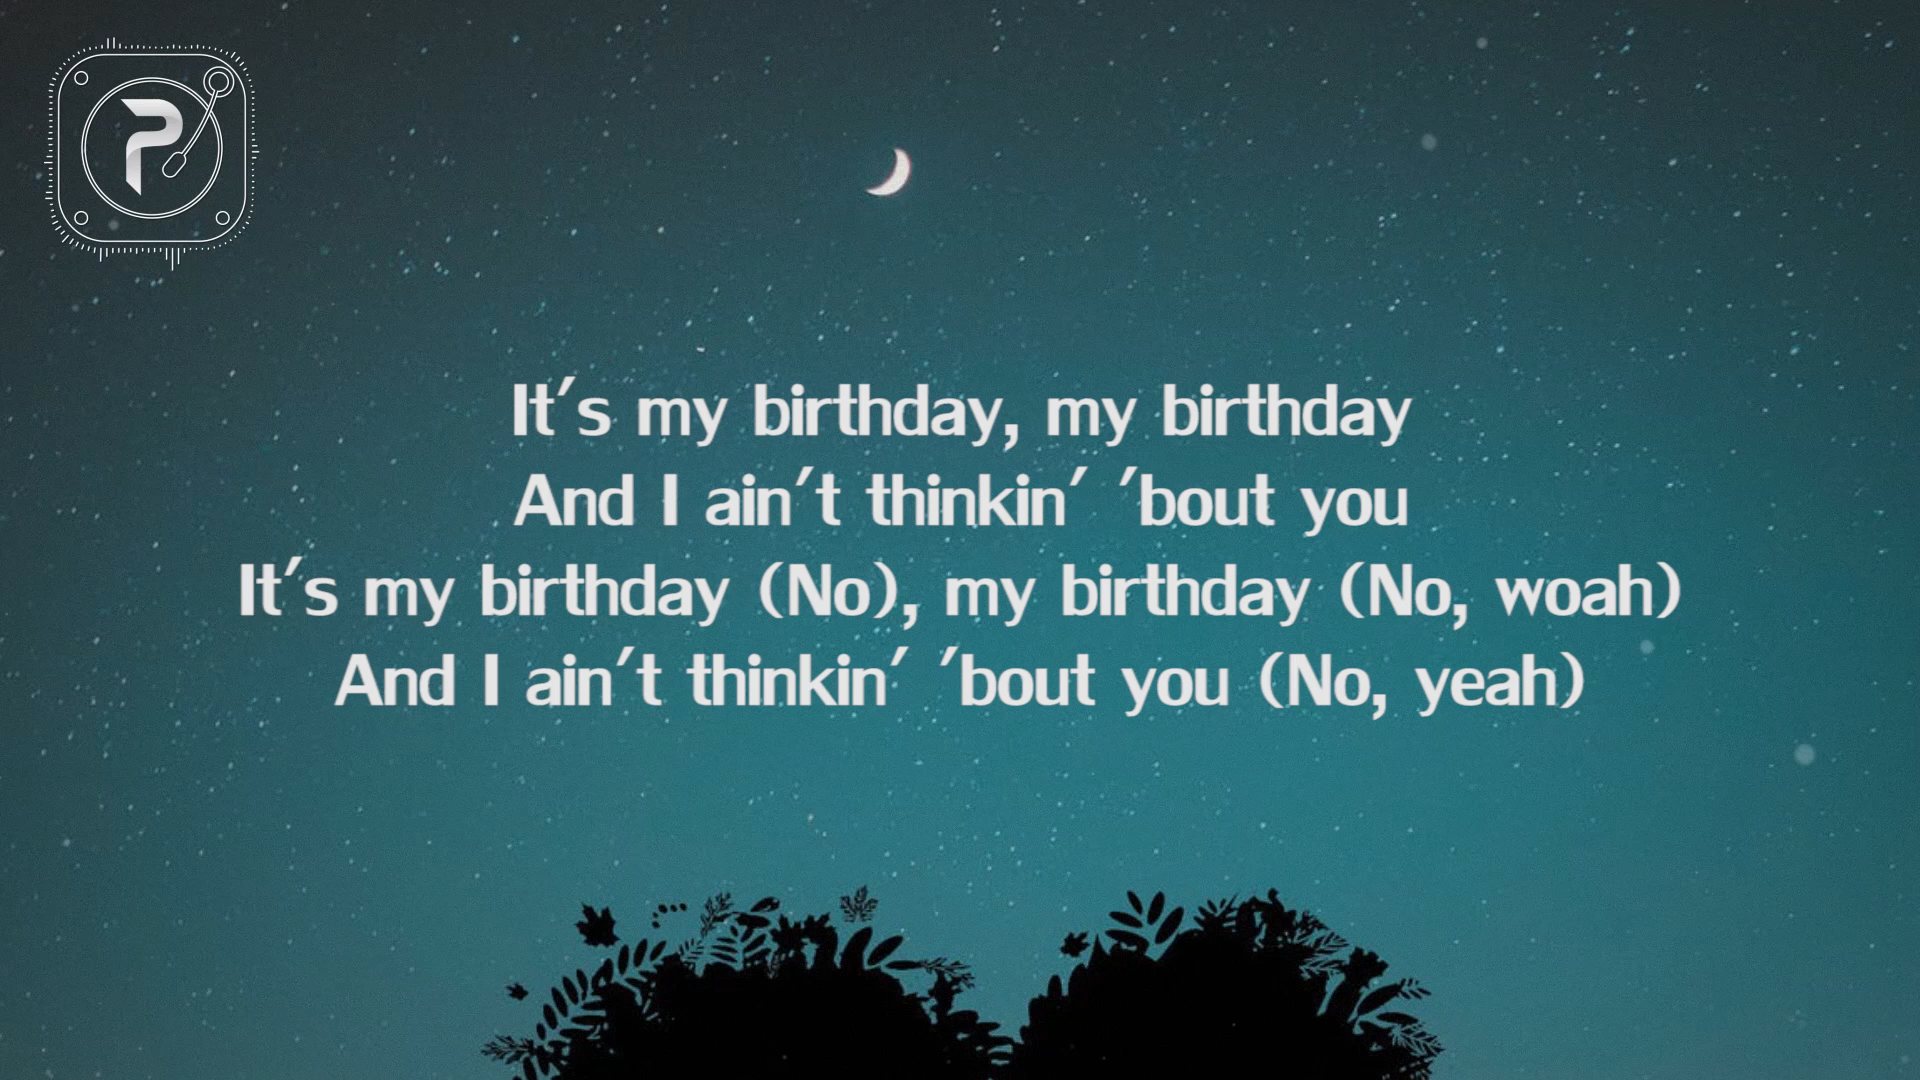 P
It's my birthday, my birthday
And I ain't thinkin' 'bout you
It's my birthday (No), my birthday (No, woah)
And I ain't thinkin' 'bout you (No, yeah)